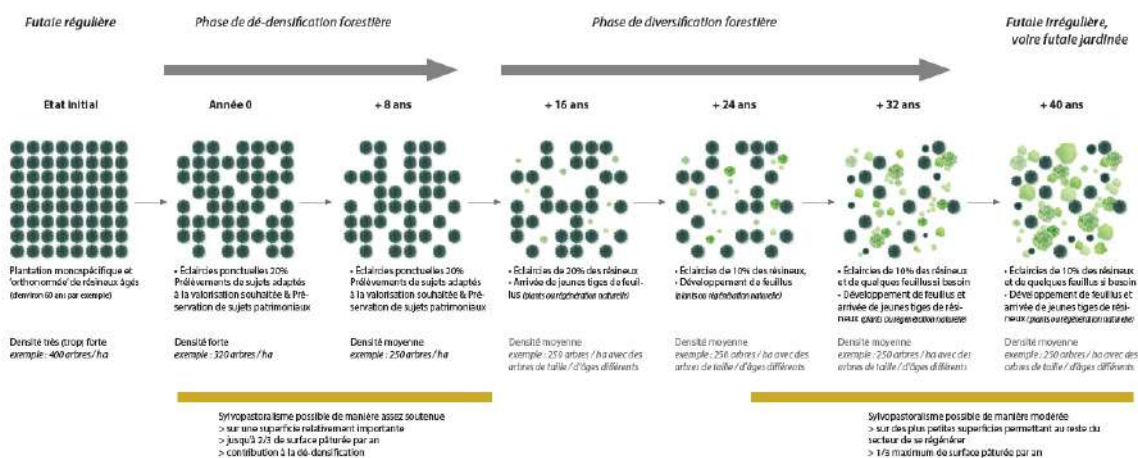 Futaie régulière
Phase de dé-densification forestière
Phase de diversification forestière
Futaie irrégulière,
voire futaie jardinée
Etat initial
Année 0
+ 8 ans
+ 16 ans
+ 24 ans
+ 32 ans
+ 40 ans
Plantation monospécifique et
'orthonormée' de résineux âgés
(d'environ 60 ans par exemple)
Densité très (trop) forte
exemple : 400 arbres / ha
• Éclaircies ponctuelles 20%
Prélèvements de sujets adaptés
à la valorisation souhaitée & Pré-
servation de sujets patrimoniaux
Densité forte
exemple : 320 arbres / ha
• Éclaircies ponctuelles 20%
Prélèvements de sujets adaptés
à la valorisation souhaitée & Pré-
servation de sujets patrimoniaux
Densité moyenne
exemple : 250 arbres / ha
• Éclaircies de 20% des résineux
• Arrivée de jeunes tiges de feuil-
lus (plants ou régénération naturelle)
Densité moyenne
exemple : 250 arbres / ha avec des
arbres de taille / d'âges différents
• Éclaircies de 10% des résineux,
• Développement de feuillus
(plants ou régénération naturelle)
Densité moyenne
exemple : 250 arbres / ha avec des
arbres de taille / d'âges différents
• Éclaircies de 10% des résineux
et de quelques feuillus si besoin
• Développement de feuillus et
arrivée de jeunes tiges de rési-
neux (plants ou régénération naturelle)
Densité moyenne
exemple : 250 arbres / ha avec des
arbres de taille / d'âges différents
• Éclaircies de 10% des résineux
et de quelques feuillus si besoin
• Développement de feuillus et
arrivée de jeunes tiges de rési-
neux (plants ou régénération naturelle)
Densité moyenne
exemple : 250 arbres / ha avec des
arbres de taille / d'âges différents
Sylvopastoralisme possible de manière assez soutenue
> sur une superficie relativement importante
> jusqu'à 2/3 de surface pâturée par an
> contribution à la dé-densification
Sylvopastoralisme possible de manière modérée
> sur des plus petites superficies permettant au reste du
secteur de se régénérer
> 1/3 maximum de surface pâturée par an